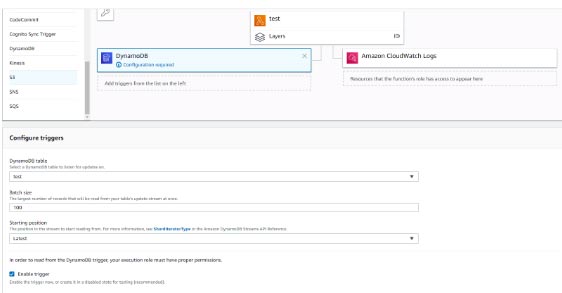 CodeCommit
Cognito Sync Trigger
DynamoDB
Kinesis
S3
SNS
SQS
test
Layers
(0)
DynamoDB
Configuration required
Add triggers from the list on the left
Amazon CloudWatch Logs
Resources that the function's role has access to appear here
Configure triggers
DynamoDB table
Select a DynamoDB table to listen for updates on.
test
Batch size
The largest number of records that will be read from your table's update stream at once.
100
Starting position
The position in the stream to start reading from. For more information, see ShardIteratorType in the Amazon DynamoDB Streams API Reference.
Latest
In order to read from the DynamoDB trigger, your execution role must have proper permissions.
Enable trigger
Enable the trigger now, or create it in a disabled state for testing (recommended).